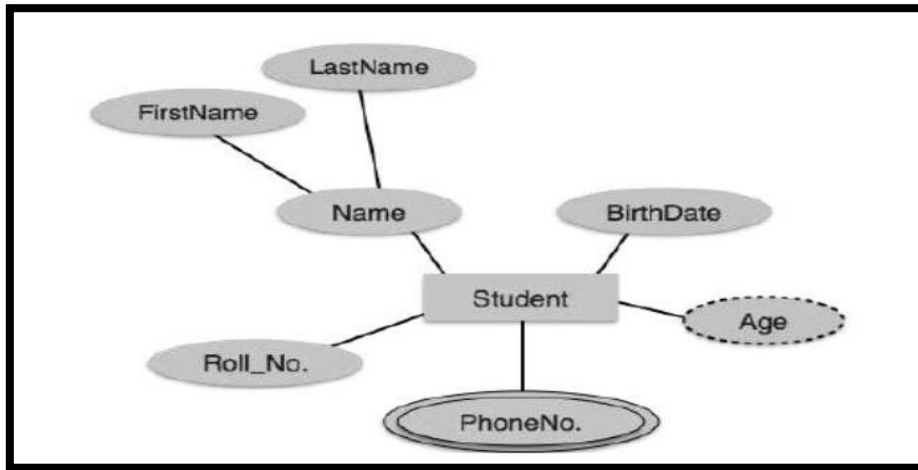 LastName
FirstName
Name
BirthDate
Student
Age
Roll_No.
PhoneNo.